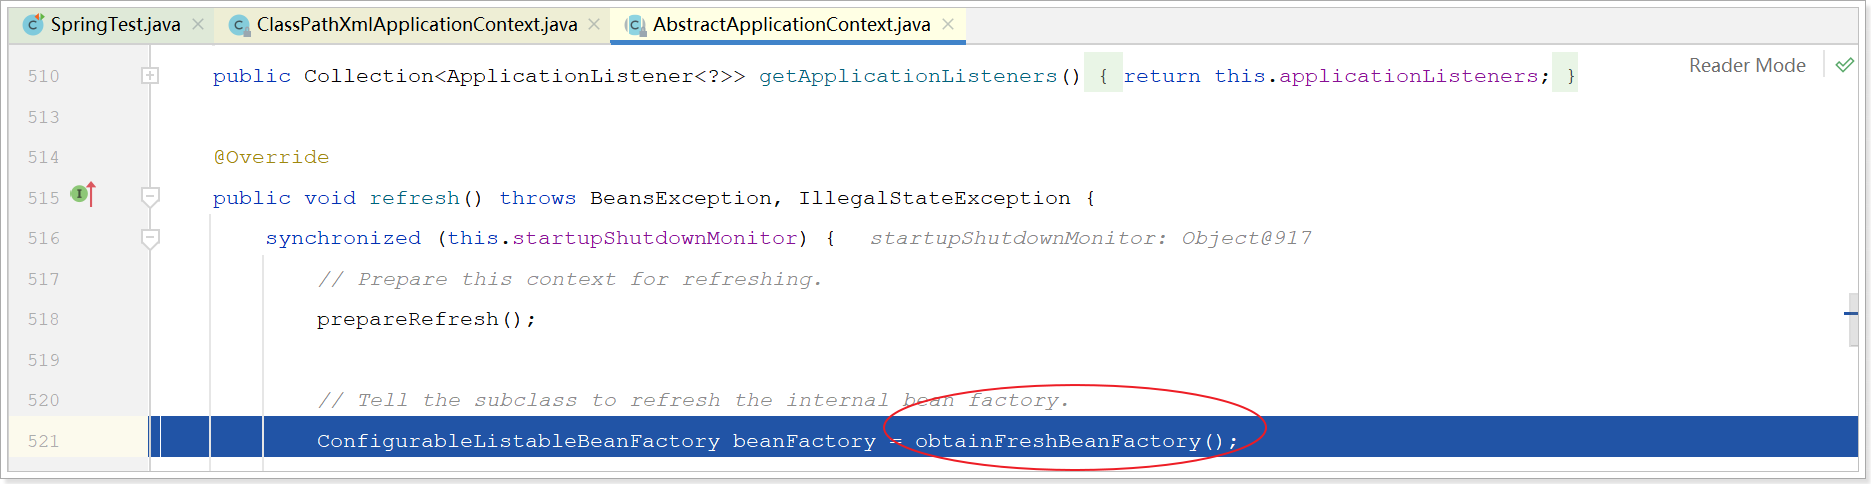 SpringTest.java ClassPathXmlApplicationContext.java AbstractApplicationContext.java
510 public Collection<ApplicationListener<?>> getApplicationListeners() { return this.applicationListeners; } Reader Mode
513
514 @Override
515 public void refresh() throws BeansException, IllegalStateException {
516 synchronized (this.startupShutdownMonitor) { startupShutdownMonitor: Object@917
517 // Prepare this context for refreshing.
518 prepareRefresh();
519
520 // Tell the subclass to refresh the internal bean factory.
521 ConfigurableListableBeanFactory beanFactory = obtainFreshBeanFactory();